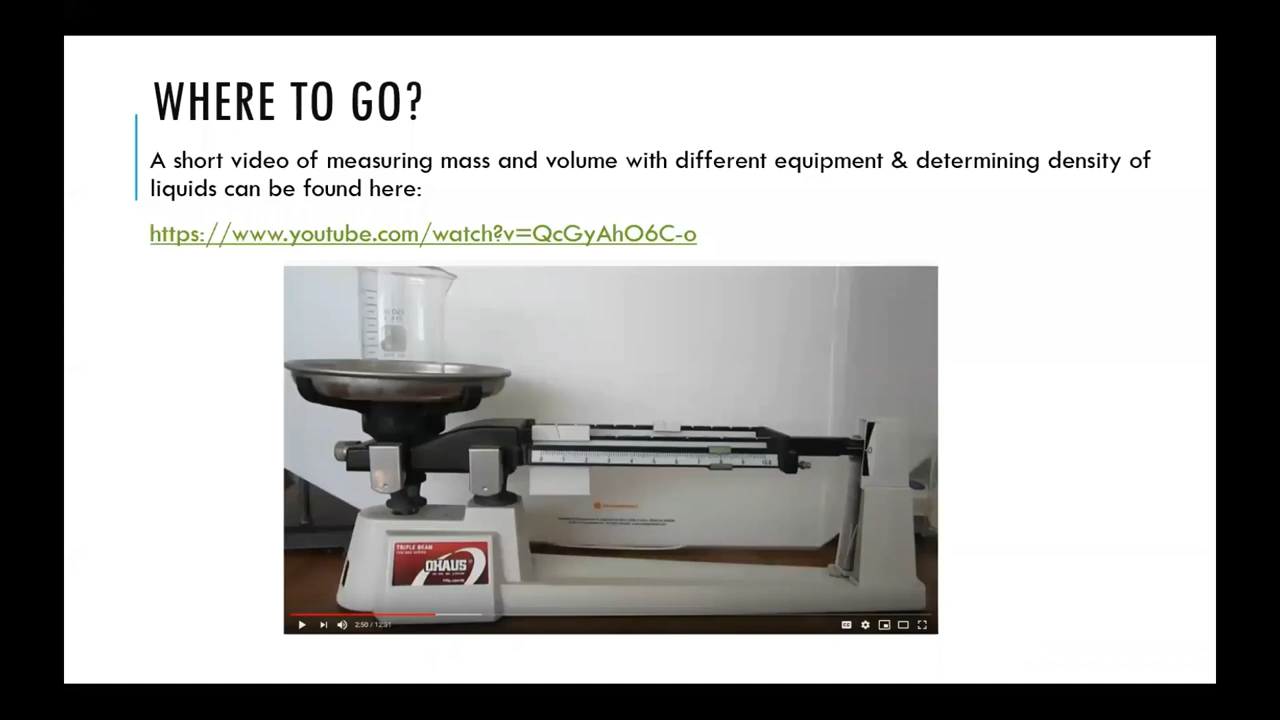 WHERE TO GO?
A short video of measuring mass and volume with different equipment & determining density of
liquids can be found here:
https://www.youtube.com/watch?v=QcGyAhO6C-o
TRIPLE BEAM
OHAUS
2:50 / 12:31